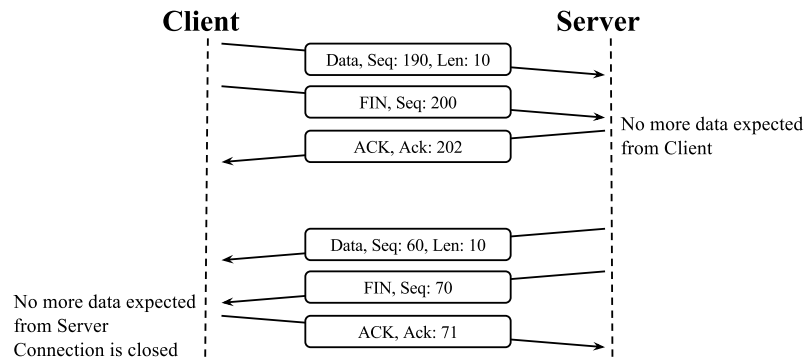 Client
Server
Data, Seq: 190, Len: 10
FIN, Seq: 200
No more data expected
from Client
ACK, Ack: 202
Data, Seq: 60, Len: 10
FIN, Seq: 70
No more data expected
from Server
Connection is closed
ACK, Ack: 71